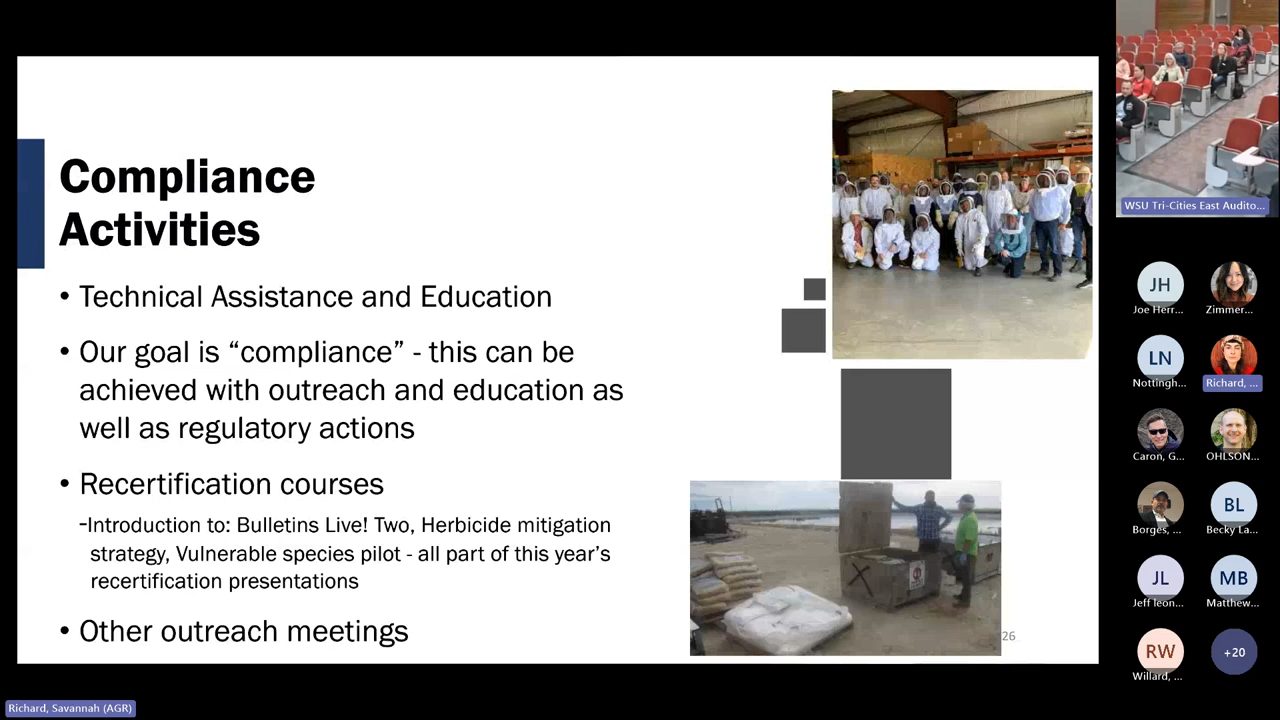 Compliance
Activities
• Technical Assistance and Education
• Our goal is “compliance” - this can be
achieved with outreach and education as
well as regulatory actions
• Recertification courses
-Introduction to: Bulletins Live! Two, Herbicide mitigation
strategy, Vulnerable species pilot - all part of this year’s
recertification presentations
• Other outreach meetings
26
WSU Tri-Cities East Audito...
JH
Joe Herr...
Zimmer...
LN
Nottingh...
Richard, ...
Caron, G...
OHLSON...
Borges, ...
BL
Becky La...
JL
Jeff leon...
MB
Matthew...
RW
Willard, ...
+20
Richard, Savannah (AGR)